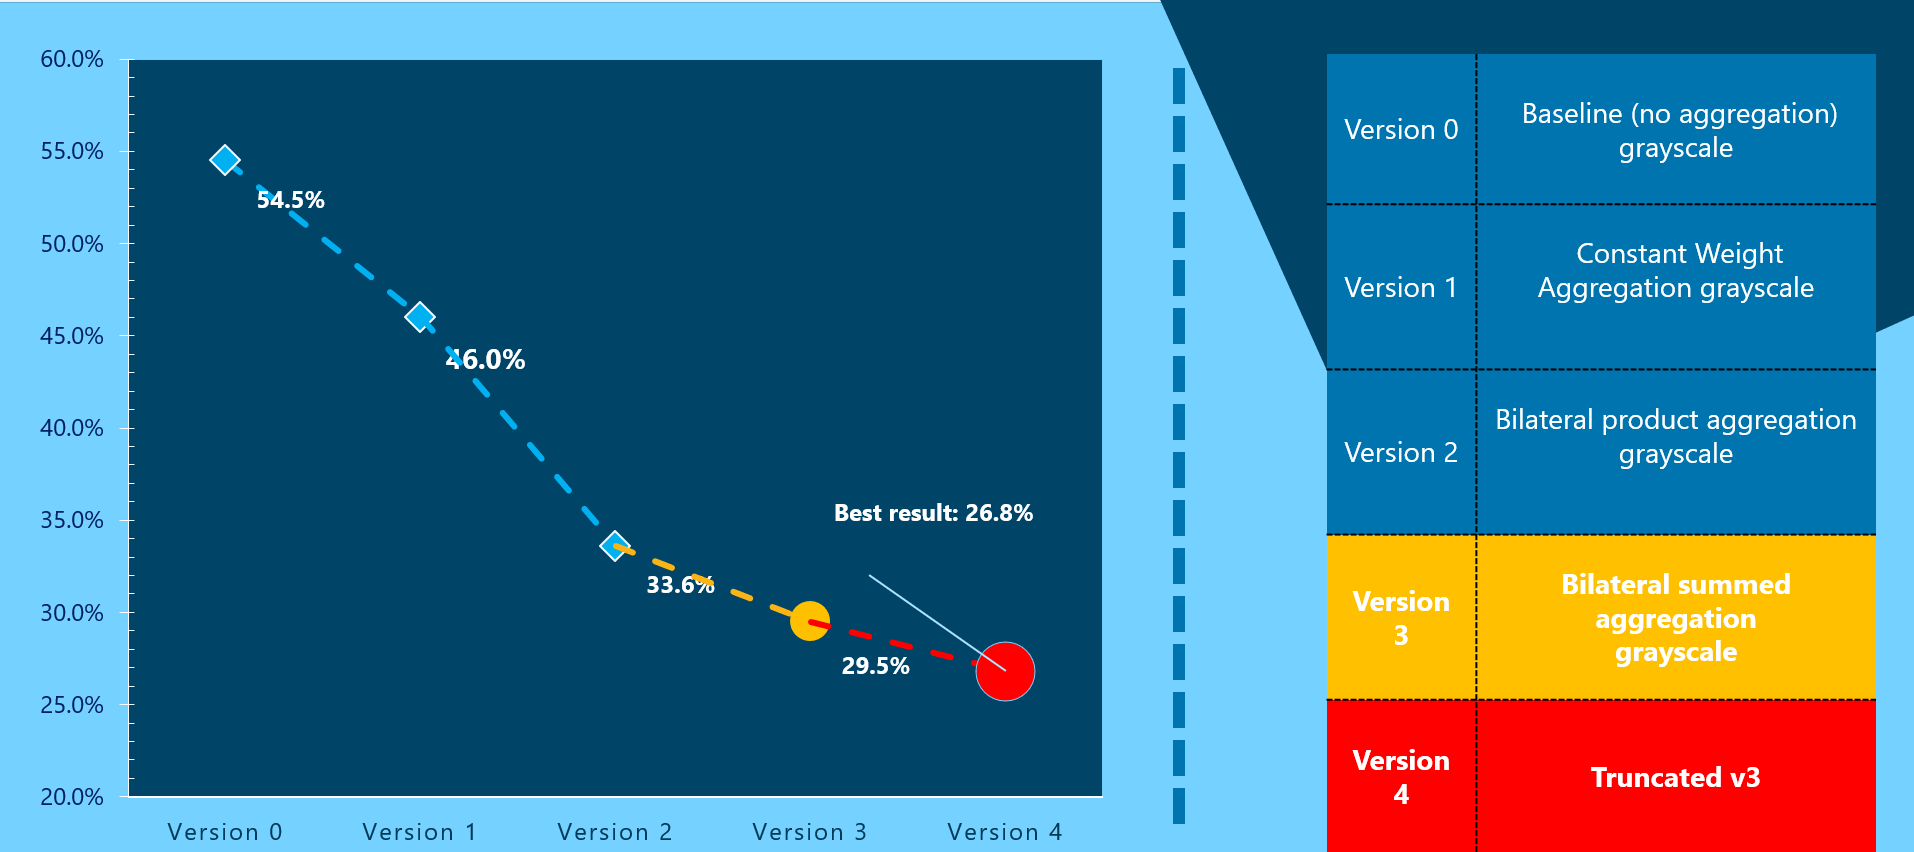 60.0%
55.0%
50.0%
45.0%
40.0%
35.0%
30.0%
25.0%
20.0%
54.5%
46.0%
33.6%
29.5%
Best result: 26.8%
Version 0
Version 1
Version 2
Version 3
Version 4
Version 0
Baseline (no aggregation)
grayscale
Version 1
Constant Weight
Aggregation grayscale
Version 2
Bilateral product aggregation
grayscale
Version
3
Bilateral summed
aggregation
grayscale
Version
4
Truncated v3